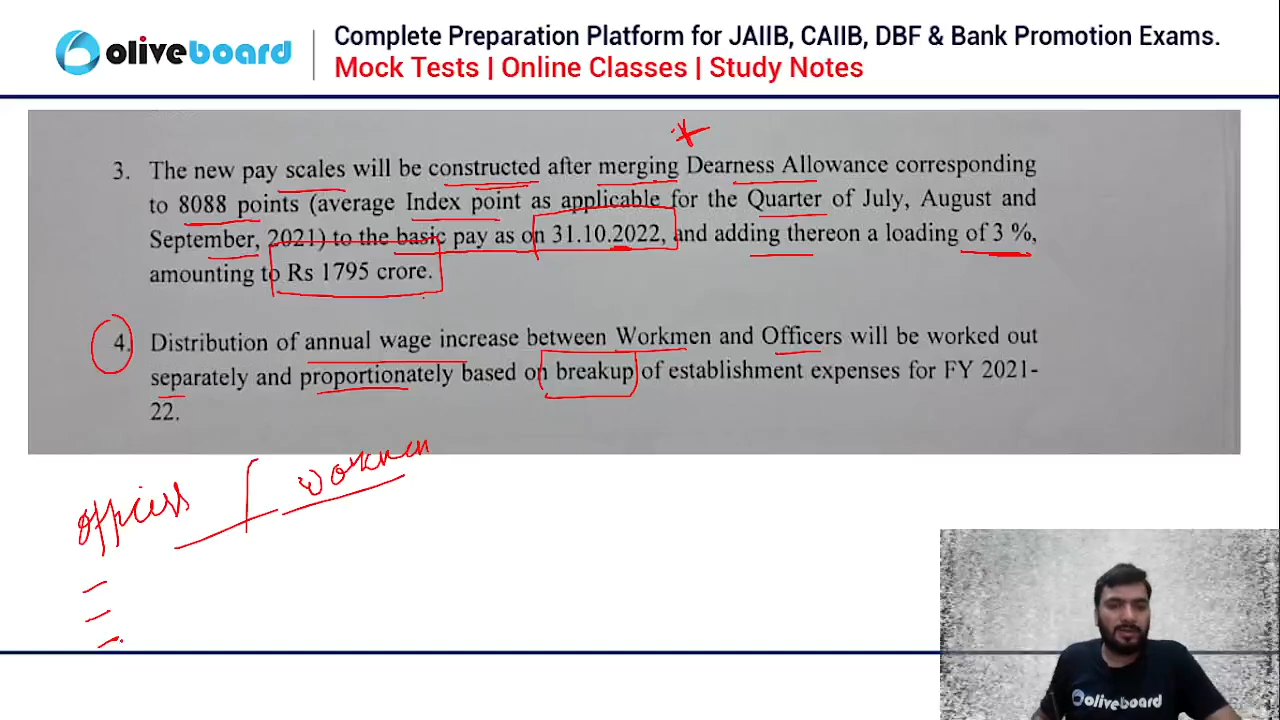 oliveboard
Complete Preparation Platform for JAIIB, CAIIB, DBF & Bank Promotion Exams.
Mock Tests | Online Classes | Study Notes
3. The new pay scales will be constructed after merging Dearness Allowance corresponding
to 8088 points (average Index point as applicable for the Quarter of July, August and
September, 2021) to the basic pay as on 31.10.2022, and adding thereon a loading of 3 %,
amounting to Rs 1795 crore.
4. Distribution of annual wage increase between Workmen and Officers will be worked out
separately and proportionately based on breakup of establishment expenses for FY 2021-
22.
officers / workmen
oliveboard